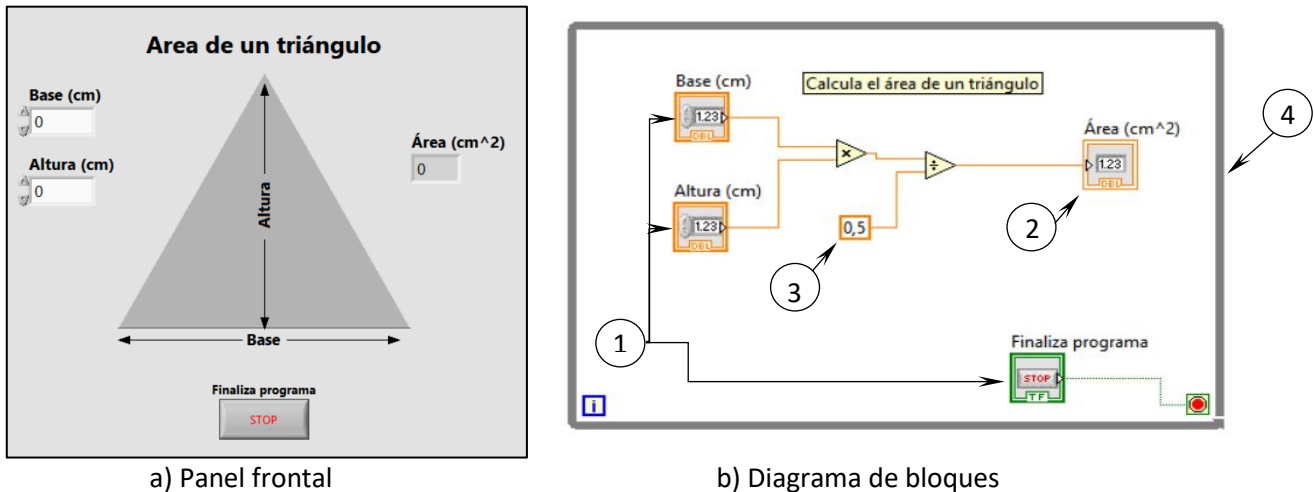 Area de un triángulo
Base (cm)
0
Altura (cm)
0
Área (cm^2)
0
Altura
Base
Finaliza programa
STOP
a) Panel frontal
Base (cm)
1.23
DBL
Calcula el área de un triángulo
Altura (cm)
1.23
DBL
×
÷
0,5
Área (cm^2)
1.23
DBL
1
2
3
4
Finaliza programa
STOP
TF
i
b) Diagrama de bloques